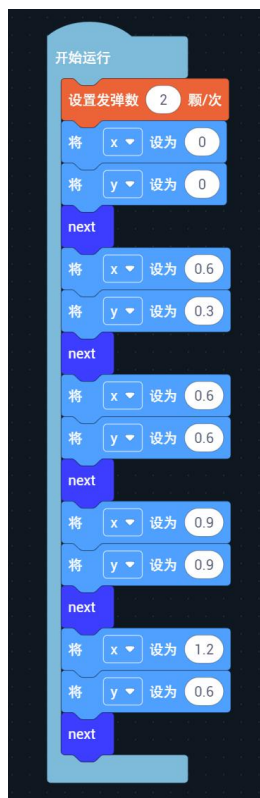 开始运行
设置发弹数 2 颗/次
将 x 设为 0
将 y 设为 0
next
将 x 设为 0.6
将 y 设为 0.3
next
将 x 设为 0.6
将 y 设为 0.6
next
将 x 设为 0.9
将 y 设为 0.9
next
将 x 设为 1.2
将 y 设为 0.6
next